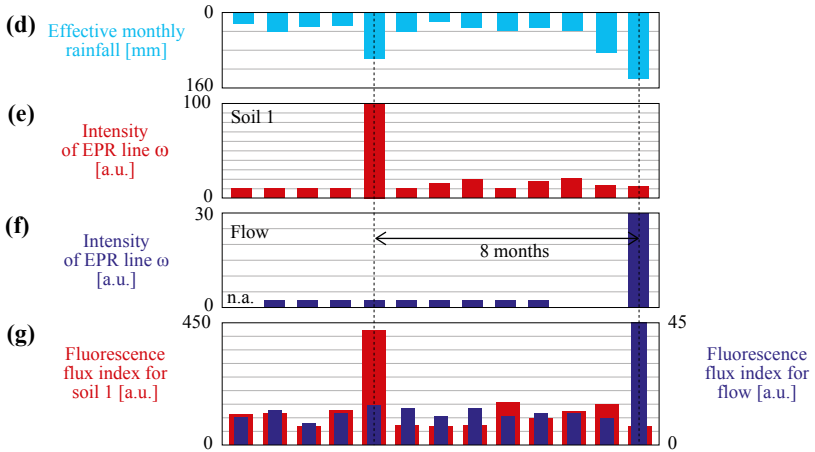 (d)
Effective monthly
rainfall [mm]
0
160
(e)
Intensity
of EPR line ω
[a.u.]
100
0
Soil 1
(f)
Intensity
of EPR line ω
[a.u.]
30
0
Flow
n.a.
8 months
(g)
Fluorescence
flux index for
soil 1 [a.u.]
450
0
45
0
Fluorescence
flux index for
flow [a.u.]